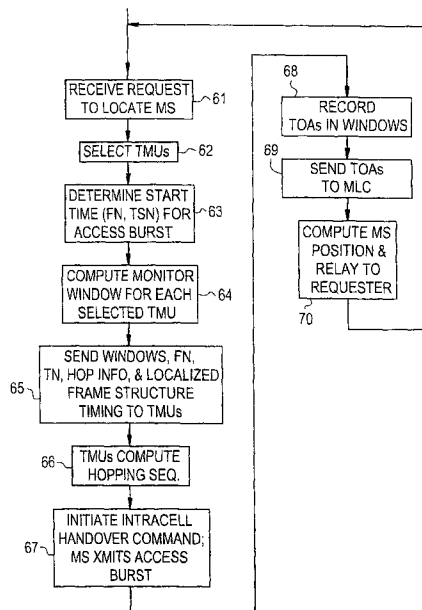 RECEIVE REQUEST
TO LOCATE MS
61
SELECT TMUs
62
DETERMINE START
TIME (FN, TSN) FOR
ACCESS BURST
63
COMPUTE MONITOR
WINDOW FOR EACH
SELECTED TMU
64
SEND WINDOWS, FN,
TN, HOP INFO, & LOCALIZED
FRAME STRUCTURE
TIMING TO TMUs
65
TMUs COMPUTE
HOPPING SEQ.
66
INITIATE INTRACELL
HANDOVER COMMAND;
MS XMITS ACCESS
BURST
67
68
RECORD
TOAs IN WINDOWS
69
SEND TOAs
TO MLC
COMPUTE MS
POSITION &
RELAY TO
REQUESTER
70